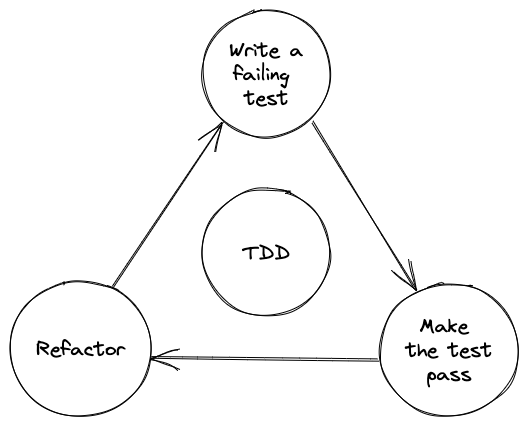 Write a
failing
test
TDD
Refactor
Make
the test
pass